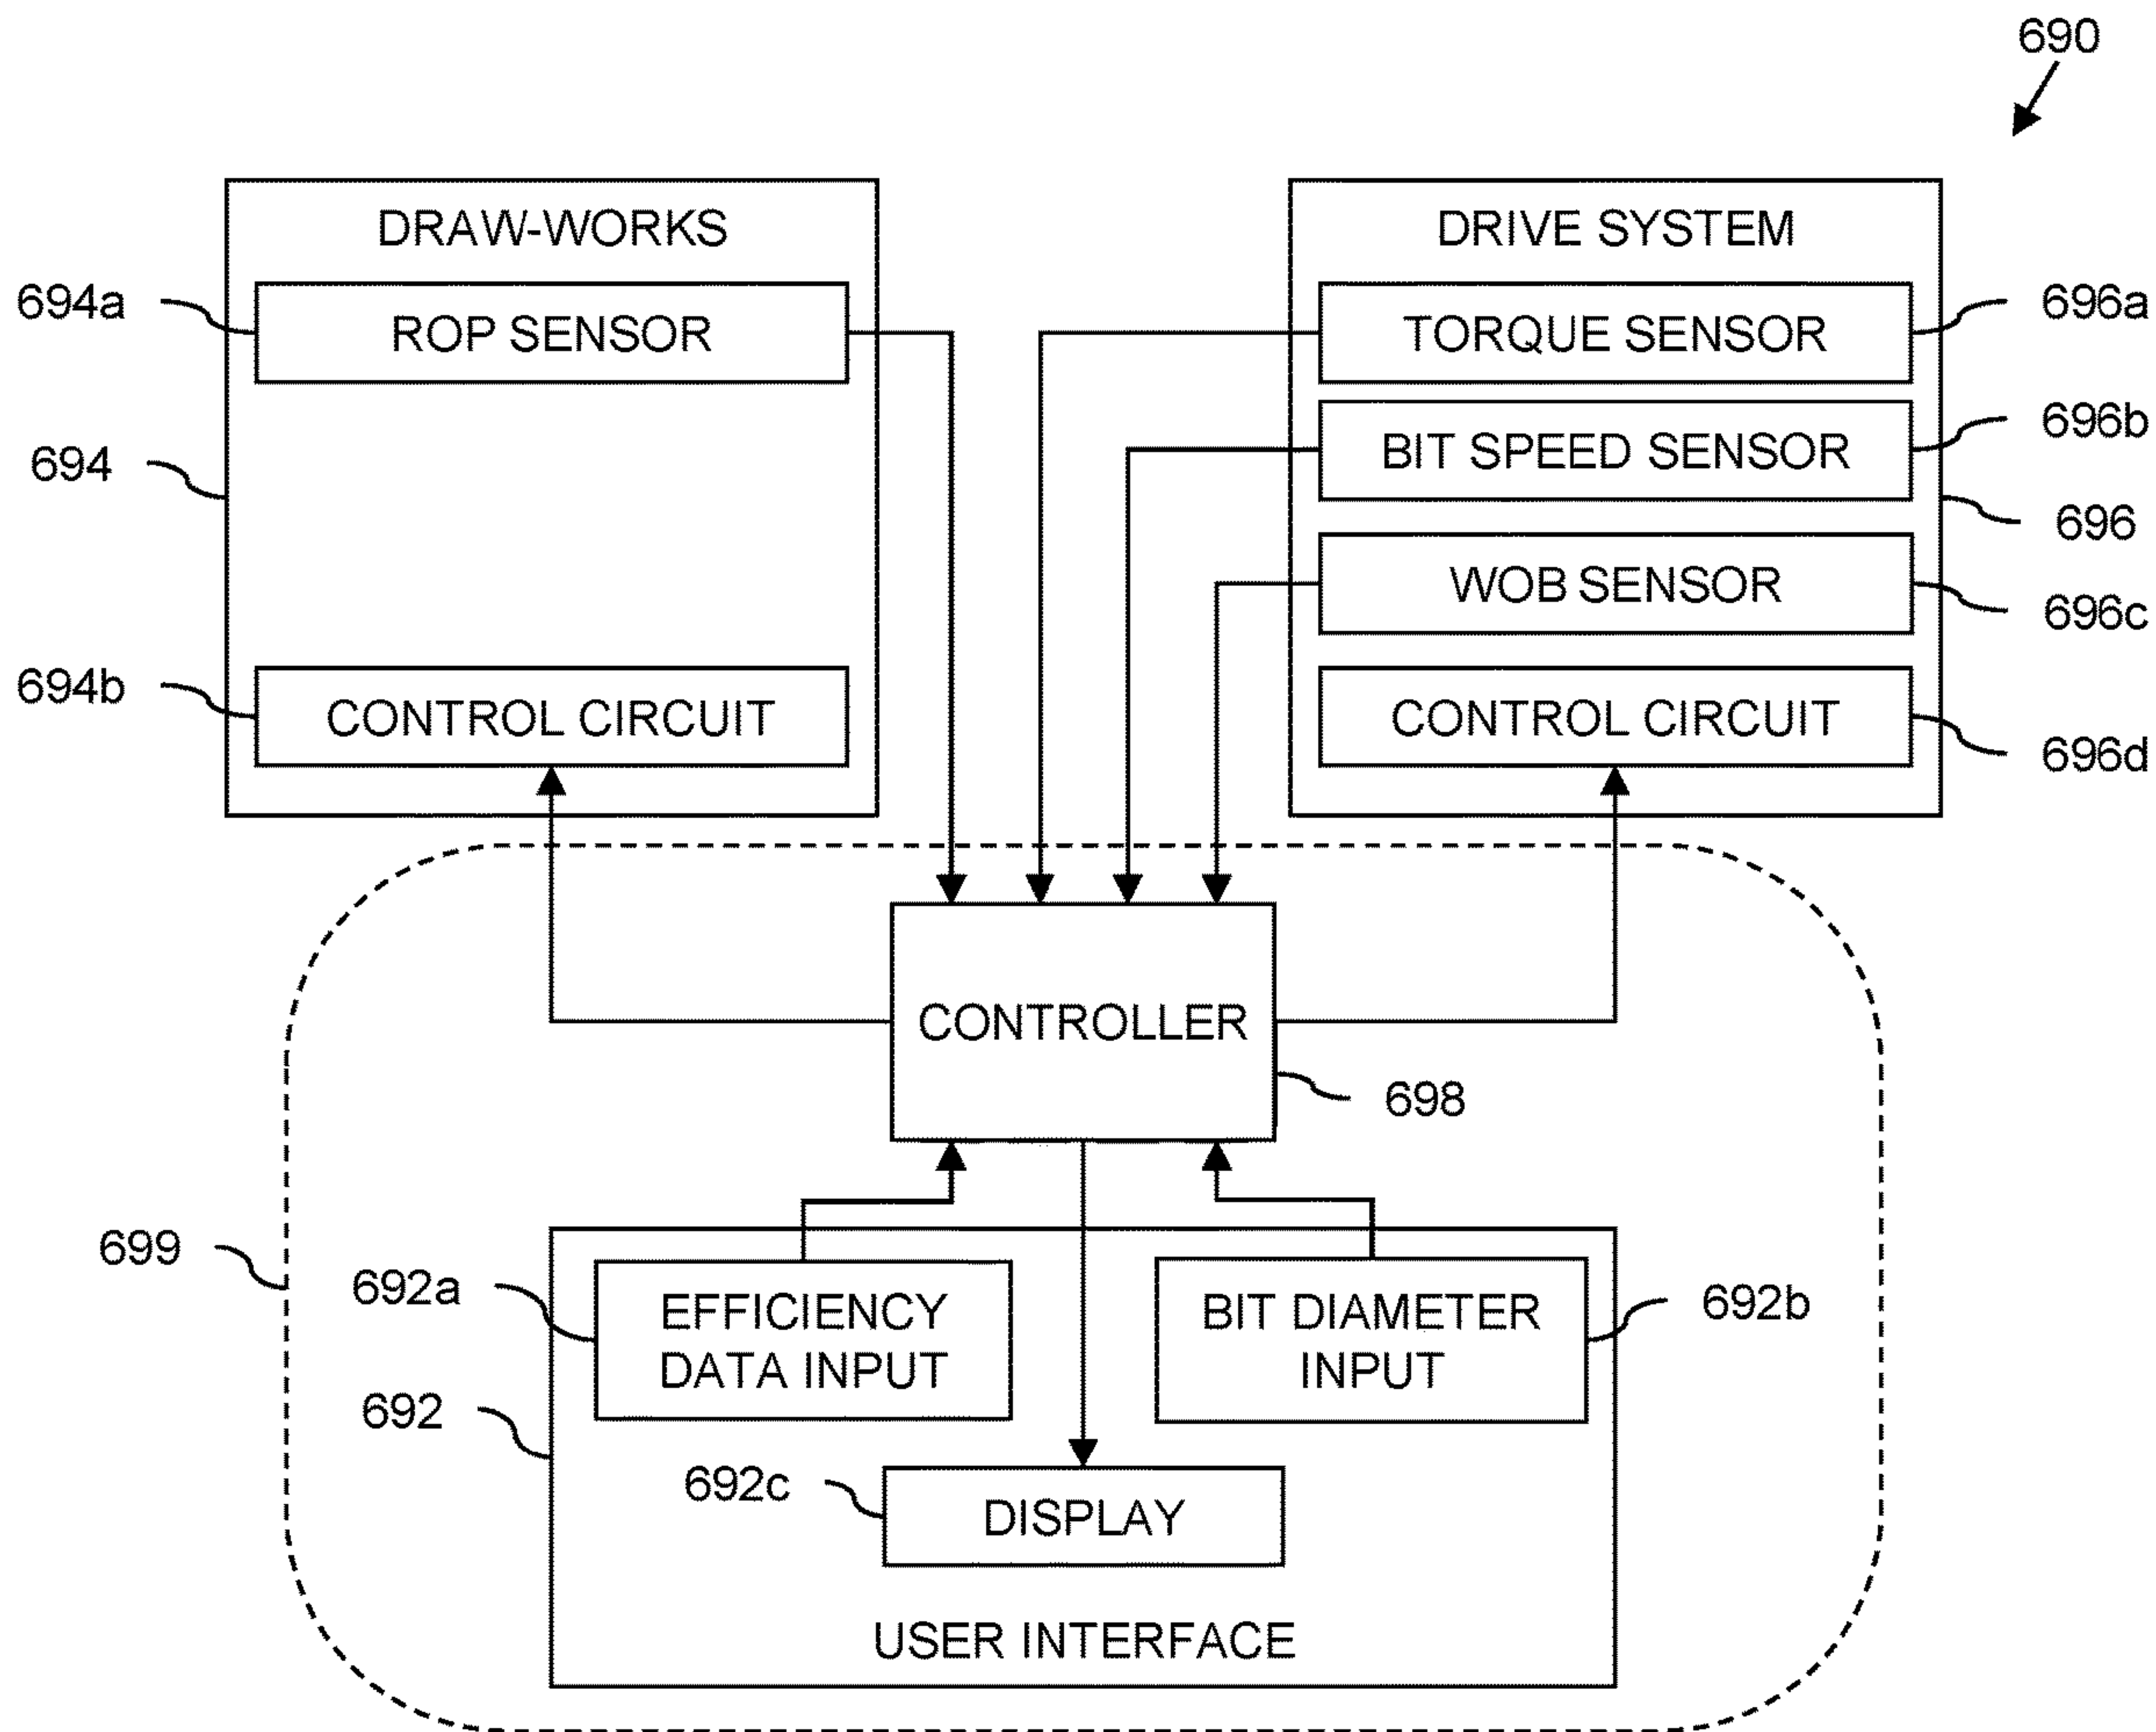 690
DRAW-WORKS
DRIVE SYSTEM
694a
ROP SENSOR
TORQUE SENSOR
696a
BIT SPEED SENSOR
696b
694
696
WOB SENSOR
696c
694b
CONTROL CIRCUIT
CONTROL CIRCUIT
696d
CONTROLLER
698
699
692a
EFFICIENCY
DATA INPUT
BIT DIAMETER
INPUT
692b
692
692c
DISPLAY
USER INTERFACE